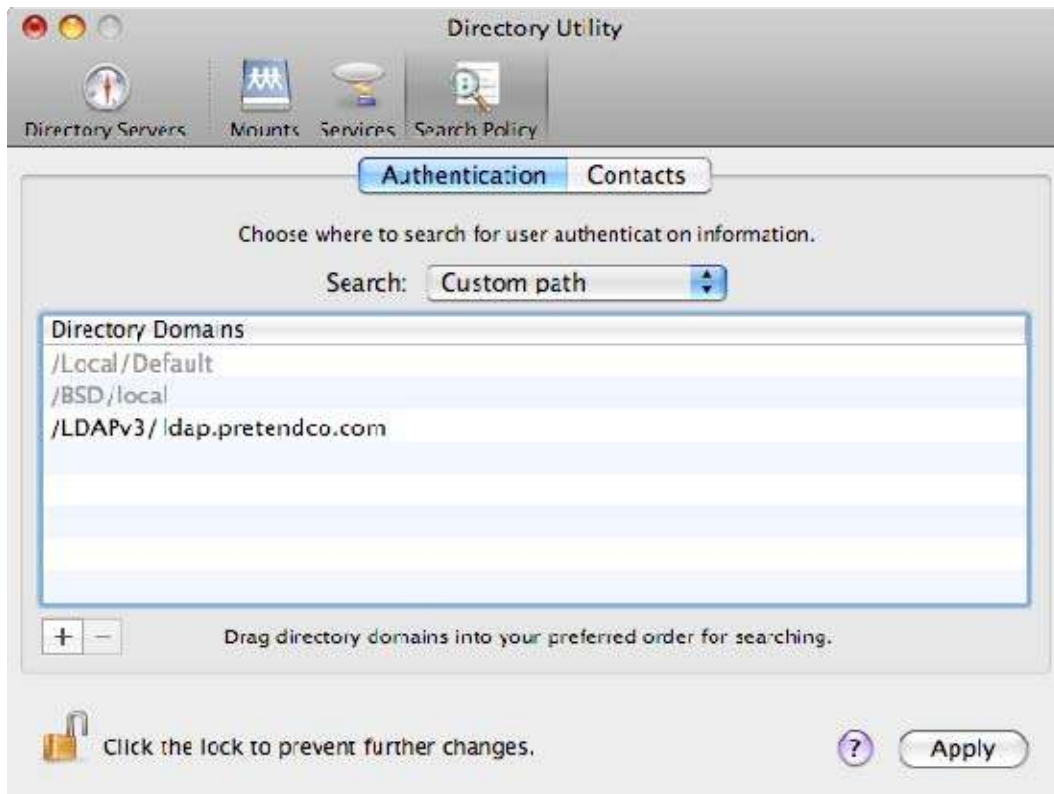 Directory Utility
Directory Servers Mounts Services Search Policy
Authentication Contacts
Choose where to search for user authentication information.
Search: Custom path
Directory Domains
/Local/Default
/BSD/local
/LDAPv3/ldap.pretendco.com
+ −
Drag directory domains into your preferred order for searching.
Click the lock to prevent further changes.
? Apply